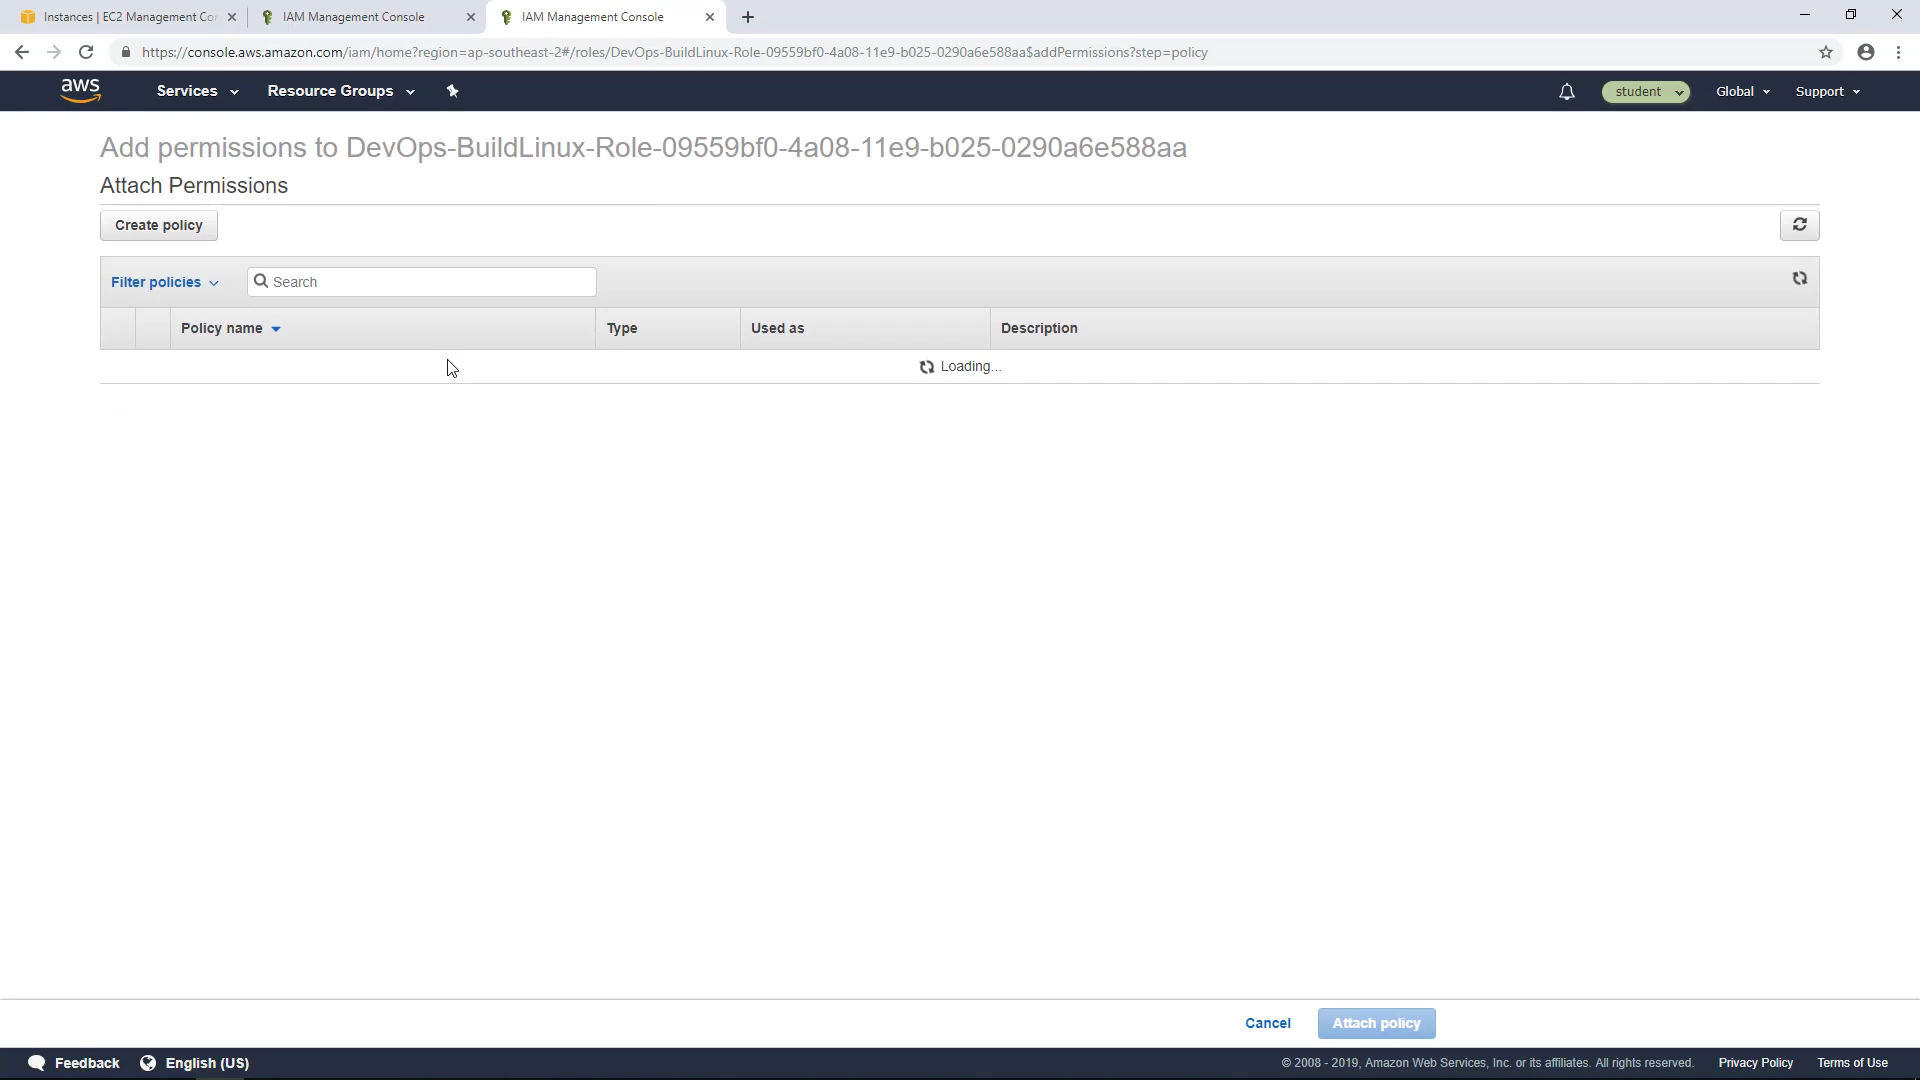 Instances | EC2 Management Co
IAM Management Console
IAM Management Console
https://console.aws.amazon.com/iam/home?region=ap-southeast-2#/roles/DevOps-BuildLinux-Role-09559bf0-4a08-11e9-b025-0290a6e588aa$addPermissions?step=policy
aws
Services
Resource Groups
student
Global
Support
Add permissions to DevOps-BuildLinux-Role-09559bf0-4a08-11e9-b025-0290a6e588aa
Attach Permissions
Create policy
Filter policies
Search
Policy name
Type
Used as
Description
Loading...
Cancel
Attach policy
Feedback
English (US)
© 2008 - 2019, Amazon Web Services, Inc. or its affiliates. All rights reserved.
Privacy Policy
Terms of Use